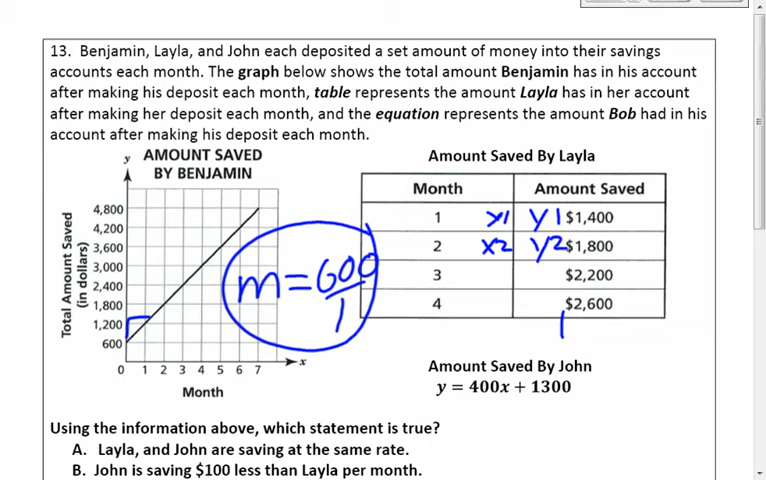 13. Benjamin, Layla, and John each deposited a set amount of money into their savings
accounts each month. The graph below shows the total amount Benjamin has in his account
after making his deposit each month, table represents the amount Layla has in her account
after making her deposit each month, and the equation represents the amount Bob had in his
account after making his deposit each month.
y AMOUNT SAVED
BY BENJAMIN
Total Amount Saved
(in dollars)
4,800
4,200
3,600
3,000
2,400
1,800
1,200
600
0 1 2 3 4 5 6 7 x
Month
m = 600
1
Amount Saved By Layla
Month Amount Saved
1 y1 y1 $1,400
2 x2 y2 $1,800
3 $2,200
4 $2,600
Amount Saved By John
y = 400x + 1300
Using the information above, which statement is true?
A. Layla, and John are saving at the same rate.
B. John is saving $100 less than Layla per month.